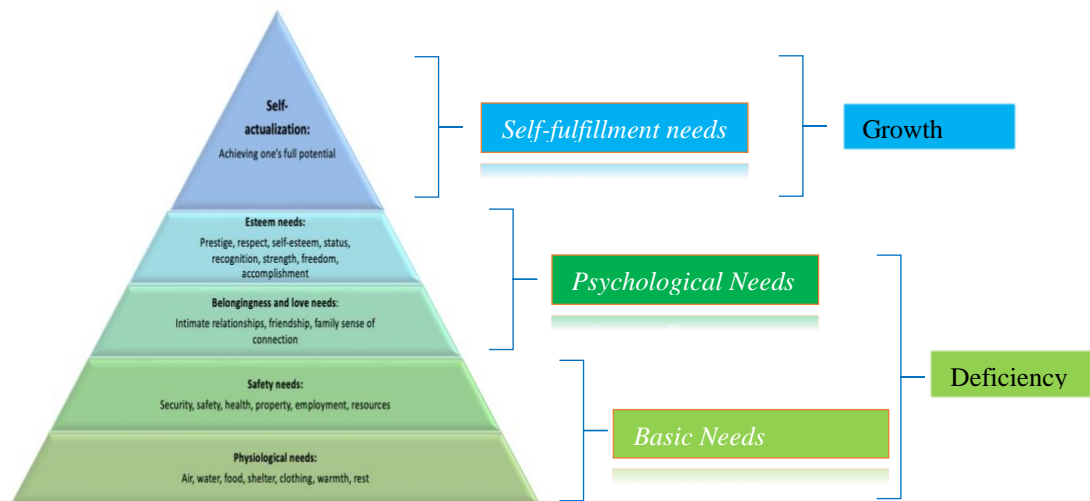 Self-
actualization:
Achieving one's full potential
Self-fulfillment needs
Growth
Esteem needs:
Prestige, respect, self-esteem, status,
recognition, strength, freedom,
accomplishment
Psychological Needs
Belongingness and love needs:
Intimate relationships, friendship, family sense of
connection
Deficiency
Safety needs:
Security, safety, health, property, employment, resources
Basic Needs
Physiological needs:
Air, water, food, shelter, clothing, warmth, rest